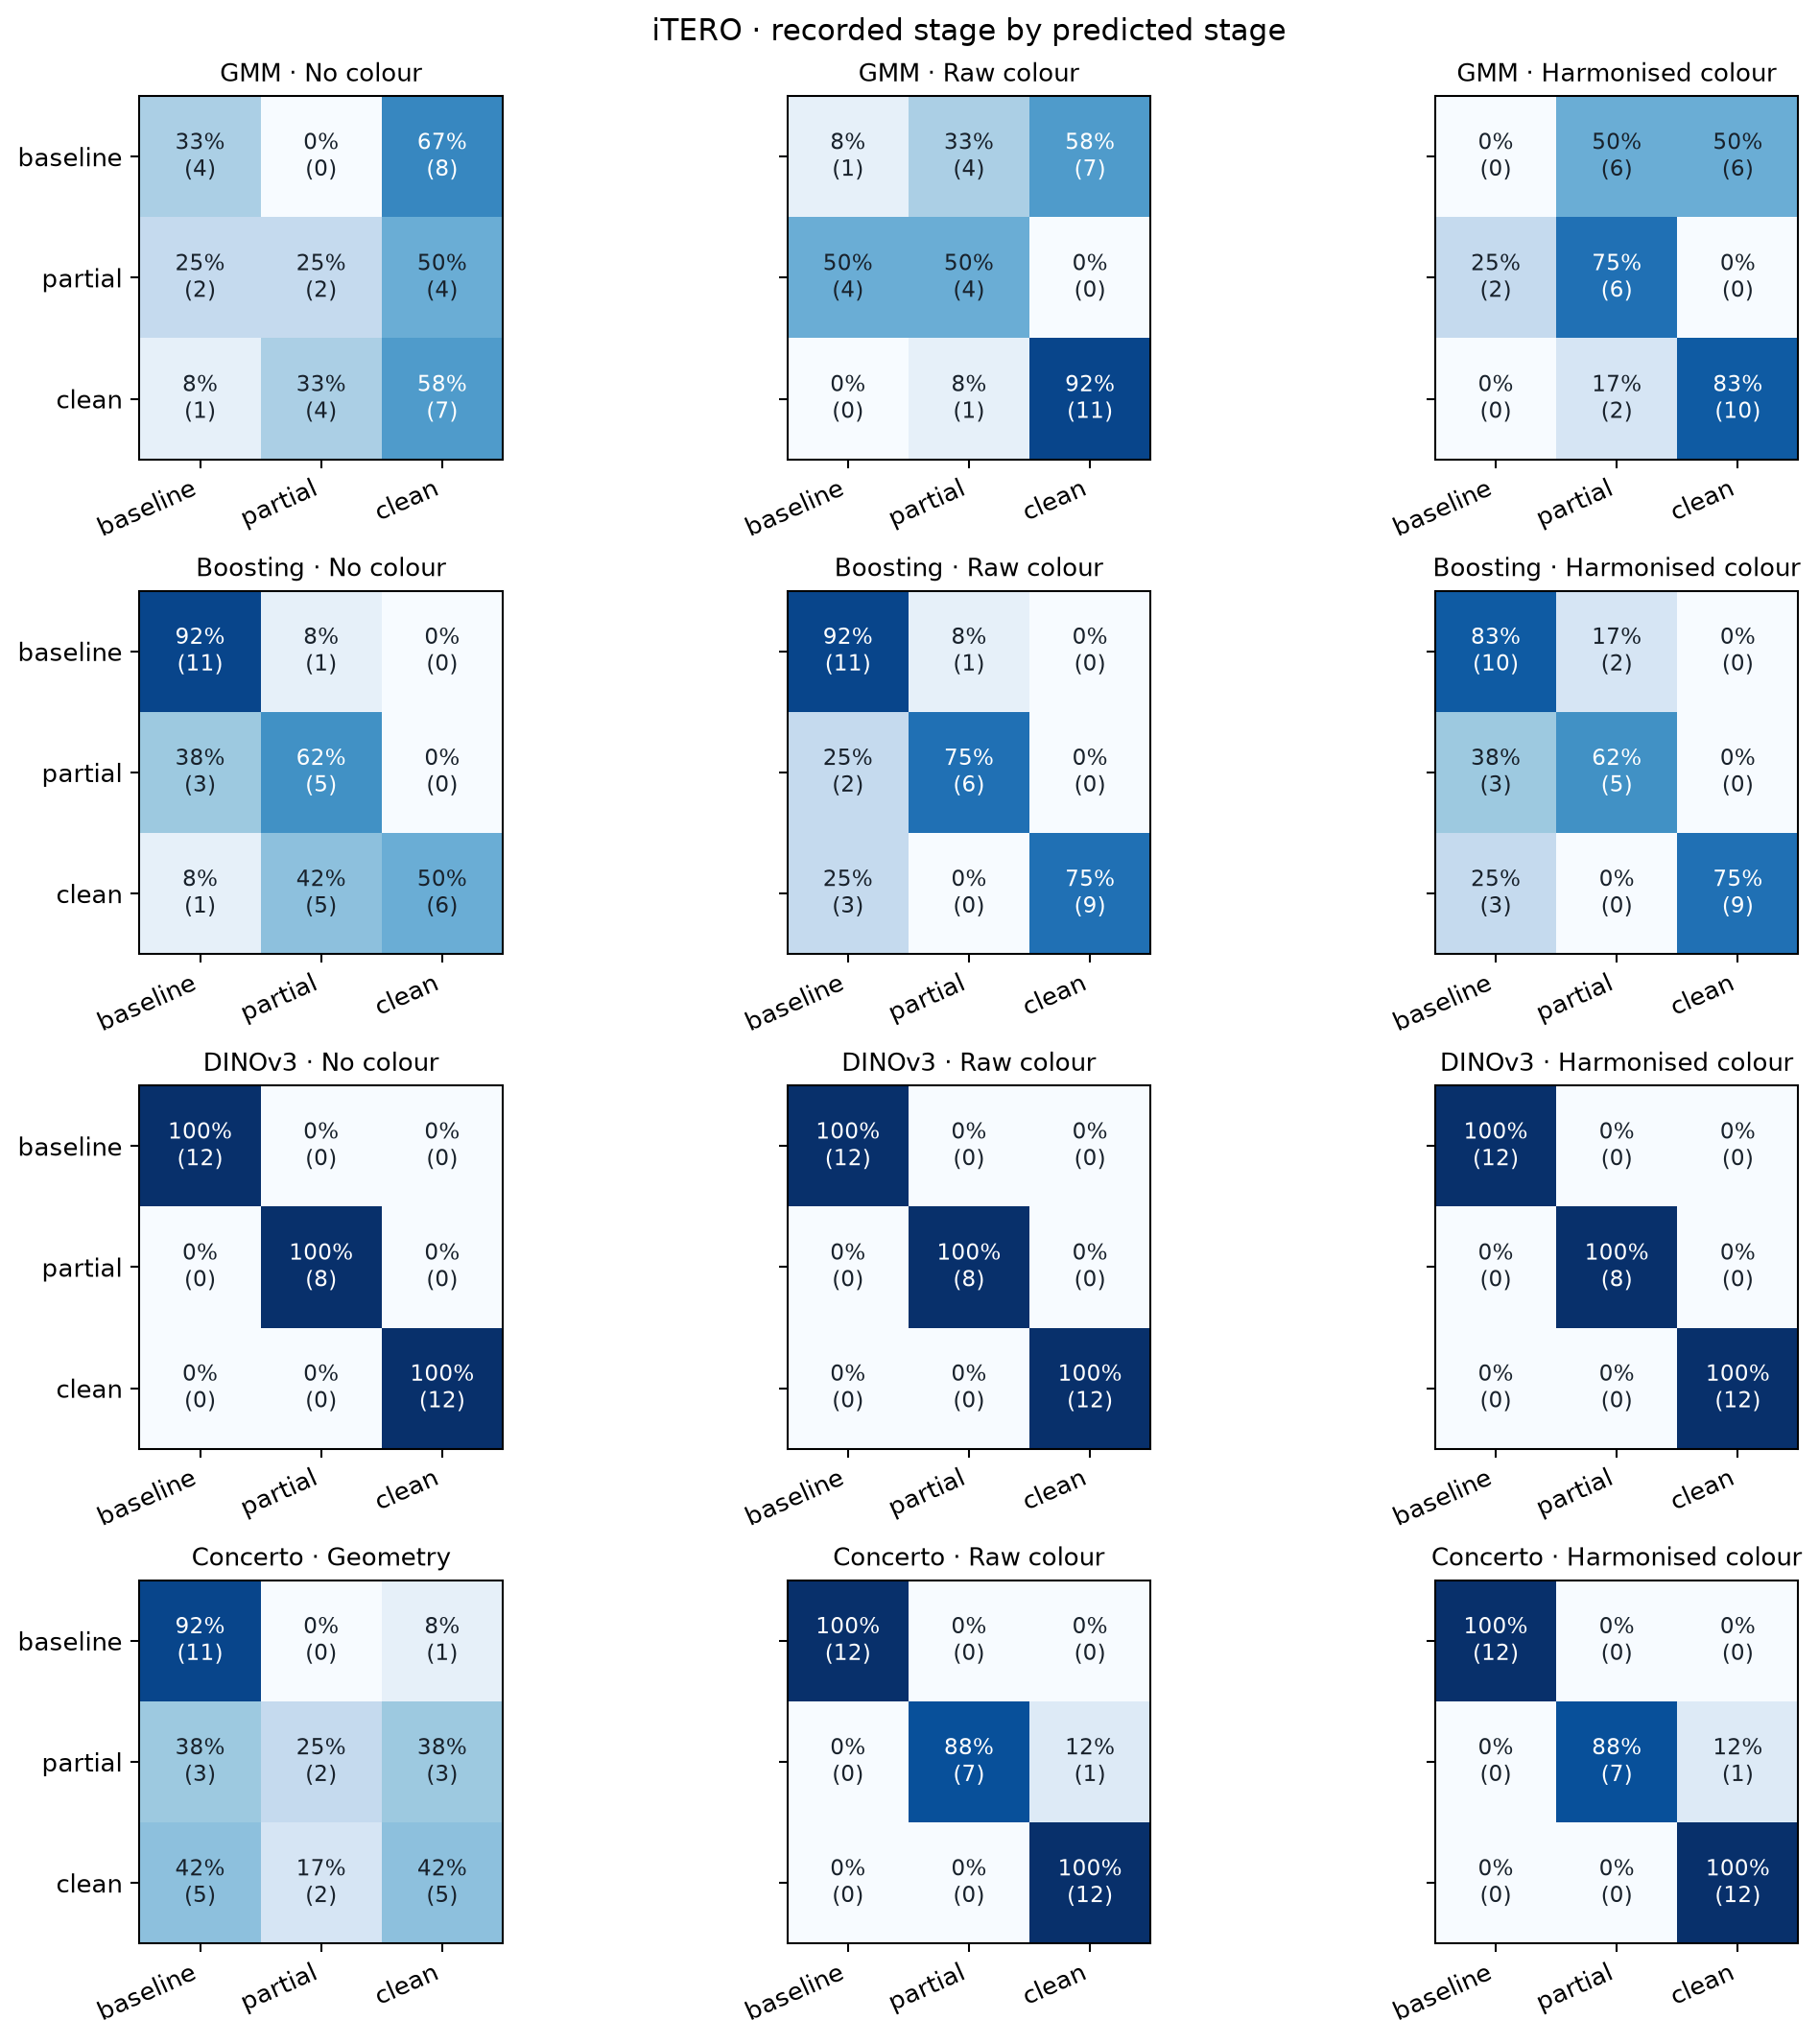 iTERO · recorded stage by predicted stage
GMM · No colour
GMM · Raw colour
GMM · Harmonised colour
baseline
33% 0% 67%
(4) (0) (8)
8% 33% 58%
(1) (4) (7)
0% 50% 50%
(0) (6) (6)
partial
25% 25% 50%
(2) (2) (4)
50% 50% 0%
(4) (4) (0)
25% 75% 0%
(2) (6) (0)
clean
8% 33% 58%
(1) (4) (7)
0% 8% 92%
(0) (1) (11)
0% 17% 83%
(0) (2) (10)
baseline partial clean
baseline partial clean
baseline partial clean
Boosting · No colour
Boosting · Raw colour
Boosting · Harmonised colour
baseline
92% 8% 0%
(11) (1) (0)
92% 8% 0%
(11) (1) (0)
83% 17% 0%
(10) (2) (0)
partial
38% 62% 0%
(3) (5) (0)
25% 75% 0%
(2) (6) (0)
38% 62% 0%
(3) (5) (0)
clean
8% 42% 50%
(1) (5) (6)
25% 0% 75%
(3) (0) (9)
25% 0% 75%
(3) (0) (9)
baseline partial clean
baseline partial clean
baseline partial clean
DINOv3 · No colour
DINOv3 · Raw colour
DINOv3 · Harmonised colour
baseline
100% 0% 0%
(12) (0) (0)
100% 0% 0%
(12) (0) (0)
100% 0% 0%
(12) (0) (0)
partial
0% 100% 0%
(0) (8) (0)
0% 100% 0%
(0) (8) (0)
0% 100% 0%
(0) (8) (0)
clean
0% 0% 100%
(0) (0) (12)
0% 0% 100%
(0) (0) (12)
0% 0% 100%
(0) (0) (12)
baseline partial clean
baseline partial clean
baseline partial clean
Concerto · Geometry
Concerto · Raw colour
Concerto · Harmonised colour
baseline
92% 0% 8%
(11) (0) (1)
100% 0% 0%
(12) (0) (0)
100% 0% 0%
(12) (0) (0)
partial
38% 25% 38%
(3) (2) (3)
0% 88% 12%
(0) (7) (1)
0% 88% 12%
(0) (7) (1)
clean
42% 17% 42%
(5) (2) (5)
0% 0% 100%
(0) (0) (12)
0% 0% 100%
(0) (0) (12)
baseline partial clean
baseline partial clean
baseline partial clean